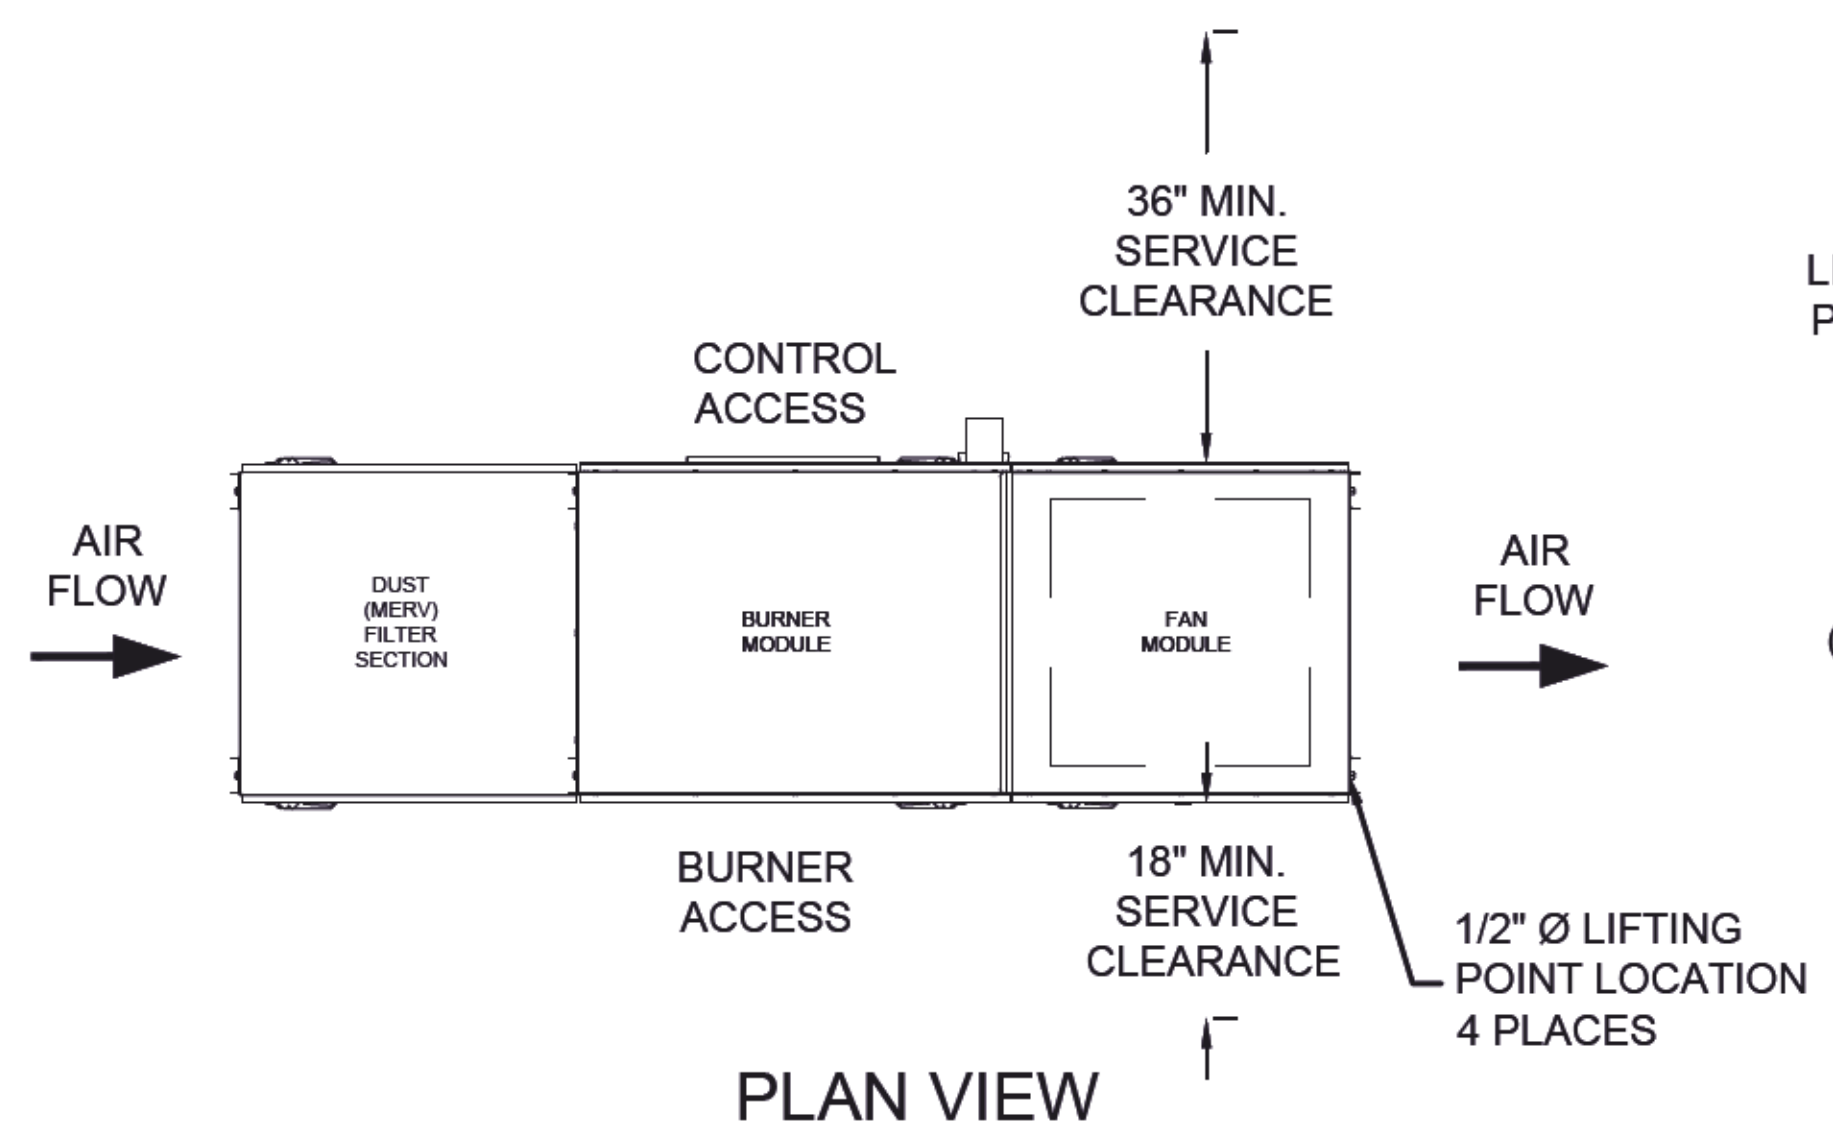 36" MIN.
SERVICE
CLEARANCE
CONTROL
ACCESS
AIR
FLOW
DUST
(MERV)
FILTER
SECTION
BURNER
MODULE
FAN
MODULE
AIR
FLOW
BURNER
ACCESS
18" MIN.
SERVICE
CLEARANCE
1/2" Ø LIFTING
POINT LOCATION
4 PLACES
PLAN VIEW